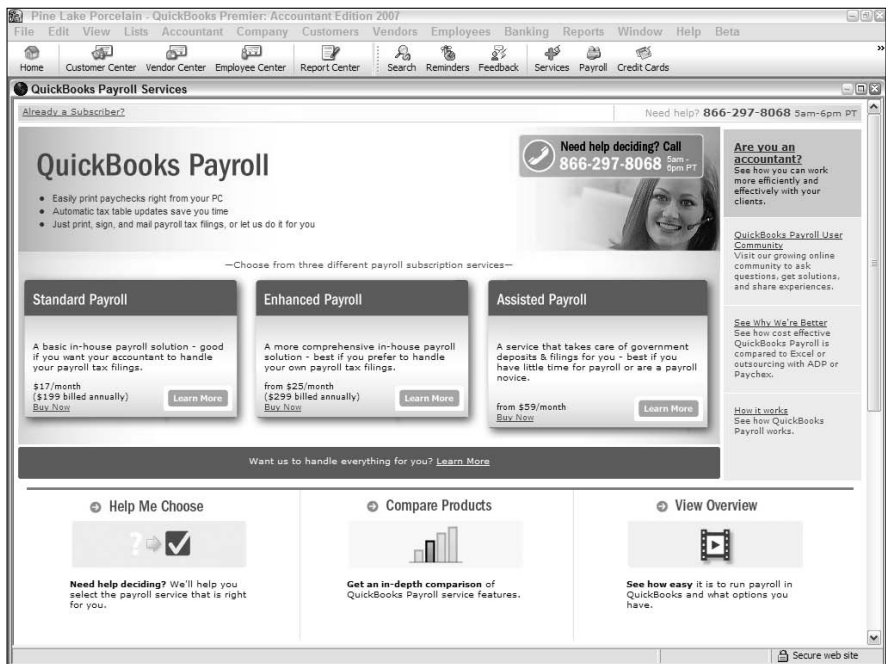 Pine Lake Porcelain - QuickBooks Premier: Accountant Edition 2007
File Edit View Lists Accountant Company Customers Vendors Employees Banking Reports Window Help Beta
Home Customer Center Vendor Center Employee Center Report Center Search Reminders Feedback Services Payroll Credit Cards »
QuickBooks Payroll Services
Already a Subscriber?
Need help? 866-297-8068 5am-6pm PT
QuickBooks Payroll
• Easily print paychecks right from your PC
• Automatic tax table updates save you time
• Just print, sign, and mail payroll tax filings, or let us do it for you
Need help deciding? Call
866-297-8068 5am - 6pm PT
—Choose from three different payroll subscription services—
Standard Payroll
A basic in-house payroll solution - good
if you want your accountant to handle
your payroll tax filings.
$17/month
($199 billed annually)
Buy Now
Learn More
Enhanced Payroll
A more comprehensive in-house payroll
solution - best if you prefer to handle
your own payroll tax filings.
from $25/month
($299 billed annually)
Buy Now
Learn More
Assisted Payroll
A service that takes care of government
deposits & filings for you - best if you
have little time for payroll or are a payroll
novice.
from $59/month
Buy Now
Learn More
Want us to handle everything for you? Learn More
Are you an
accountant?
See how you can work
more efficiently and
effectively with your
clients.
QuickBooks Payroll User
Community
Visit our growing online
community to ask
questions, get solutions,
and share experiences.
See Why We're Better
See how cost effective
QuickBooks Payroll is
compared to Excel or
outsourcing with ADP or
Paychex.
How it works
See how QuickBooks
Payroll works.
Help Me Choose
Need help deciding? We'll help you
select the payroll service that is right
for you.
Compare Products
Get an in-depth comparison of
QuickBooks Payroll service features.
View Overview
See how easy it is to run payroll in
QuickBooks and what options you
have.
Secure web site